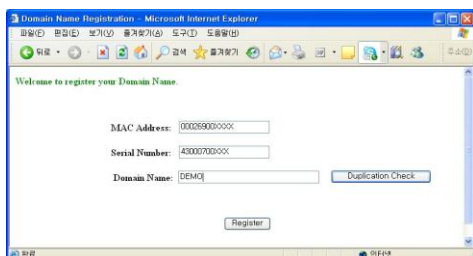 Domain Name Registration - Microsoft Internet Explorer
파일(F) 편집(E) 보기(V) 즐겨찾기(A) 도구(T) 도움말(H)
뒤로 검색 즐겨찾기 주소(D)
Welcome to register your Domain Name.
MAC Address: 00026900XXXX
Serial Number: 43000700XXX
Domain Name: DEMO Duplication Check
Register
완료 인터넷